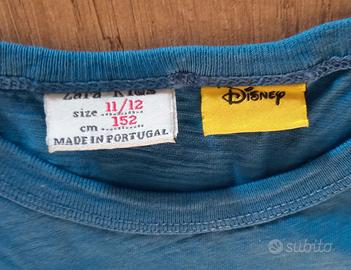 Zara Kids
size 11/12
cm 152
MADE IN PORTUGAL
Disney
subito